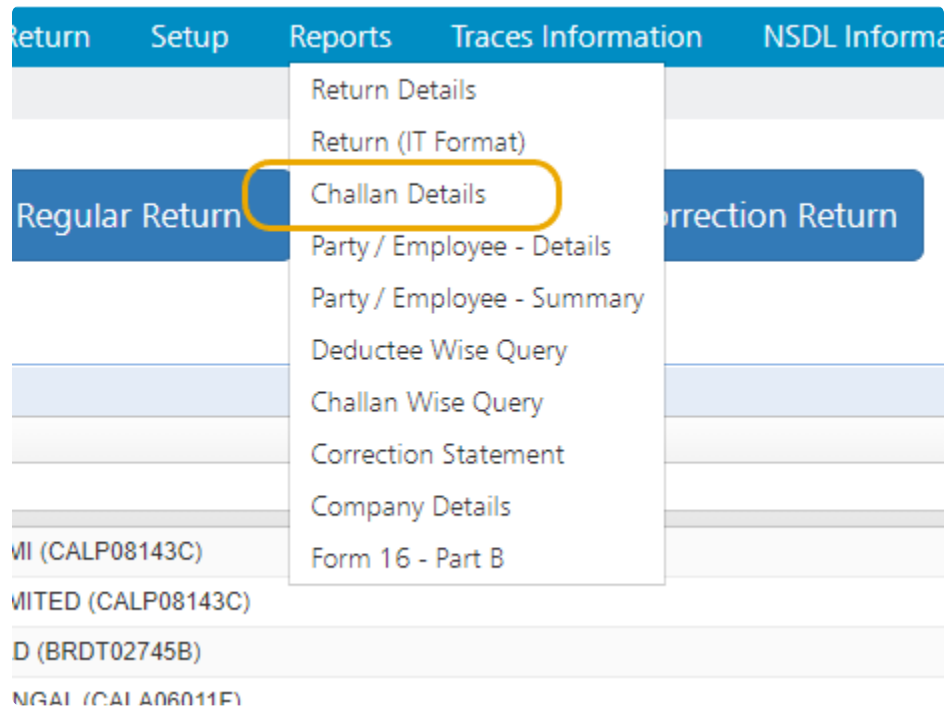 Return Setup Reports Traces Information NSDL Informa
Return Details
Return (IT Format)
Challan Details
Regular Return
rrection Return
Party / Employee - Details
Party / Employee - Summary
Deductee Wise Query
Challan Wise Query
Correction Statement
Company Details
Form 16 - Part B
MI (CALP08143C)
MITED (CALP08143C)
D (BRDT02745B)
NGAL (CALA06011F)